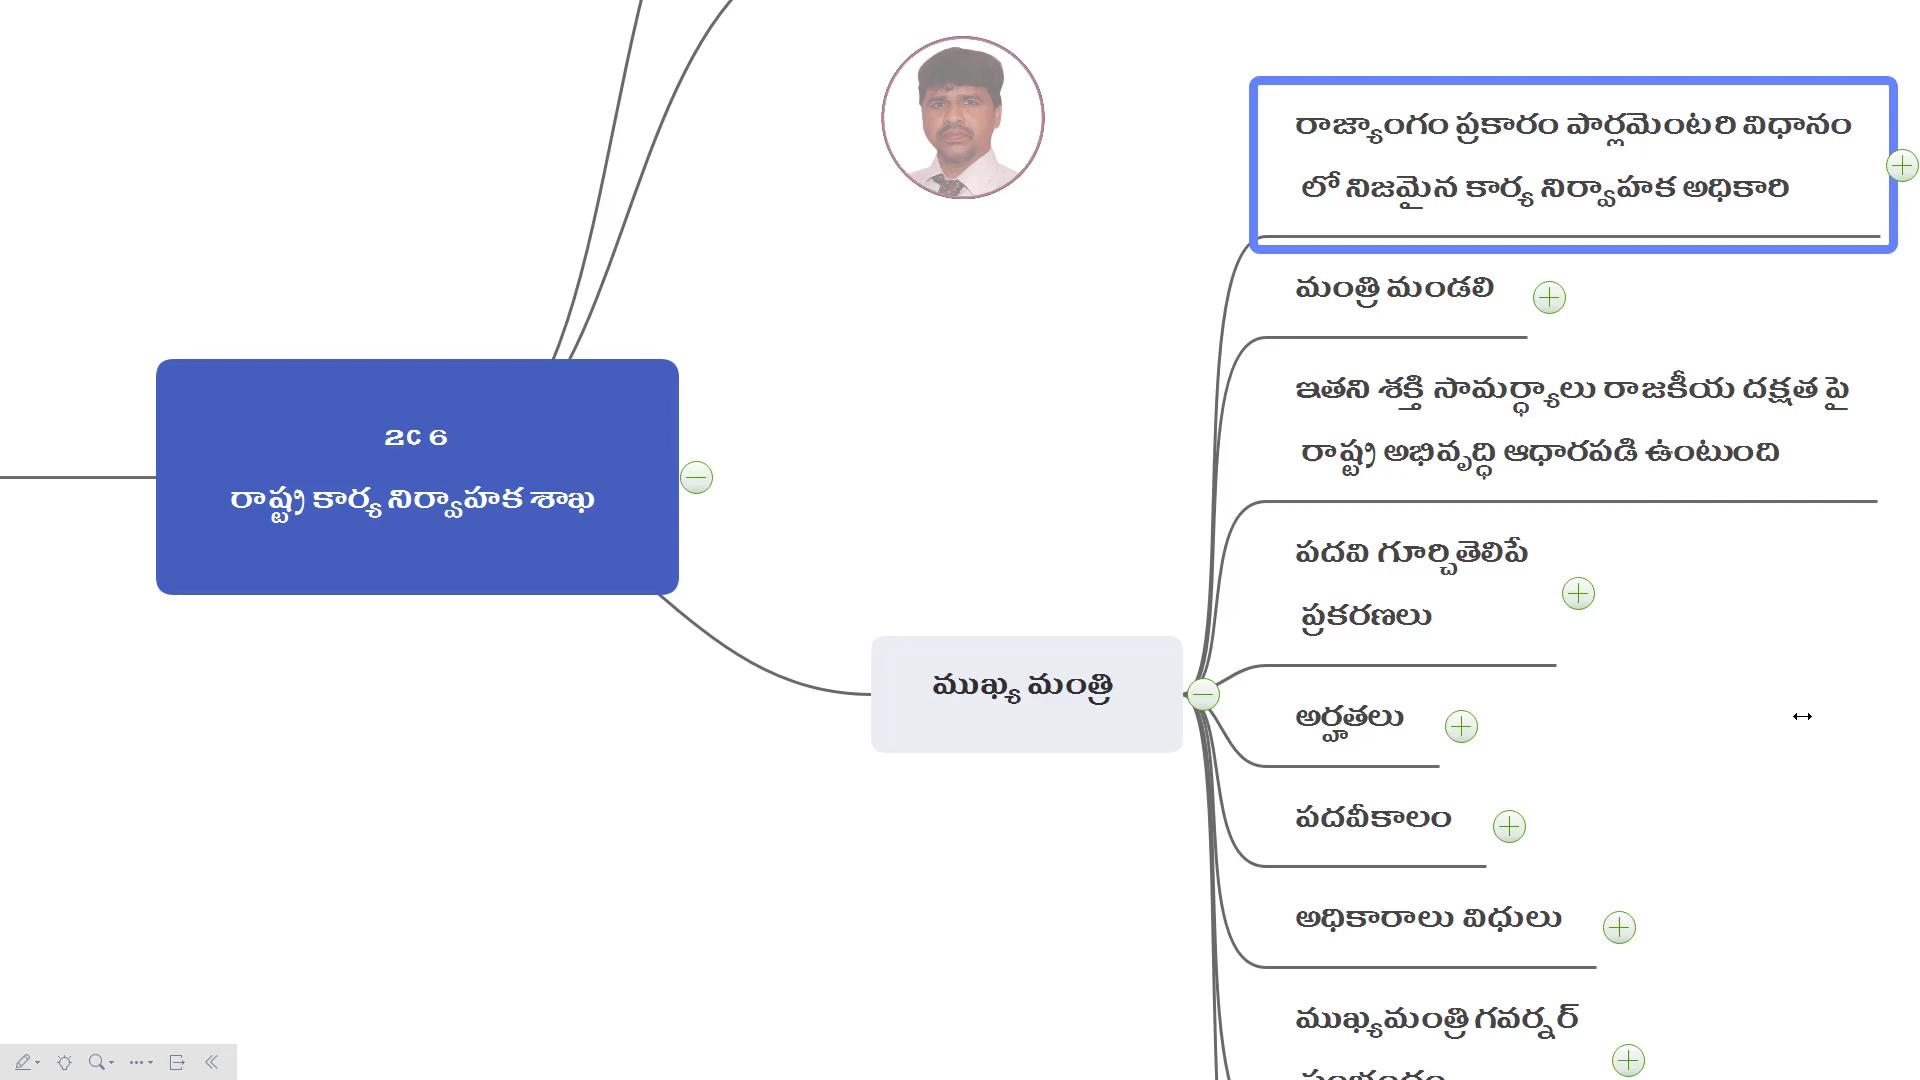 2C 6
రాష్ట్ర కార్య నిర్వాహక శాఖ
ముఖ్య మంత్రి
రాజ్యాంగం ప్రకారం పార్లమెంటరి విధానం
లో నిజమైన కార్య నిర్వాహక అధికారి
మంత్రి మండలి
ఇతని శక్తి సామర్ధ్యాలు రాజకీయ దక్షత పై
రాష్ట్ర అభివృద్ధి ఆధారపడి ఉంటుంది
పదవి గూర్చితెలిపే
ప్రకరణలు
అర్హతలు
పదవీకాలం
అధికారాలు విధులు
ముఖ్యమంత్రి గవర్నర్